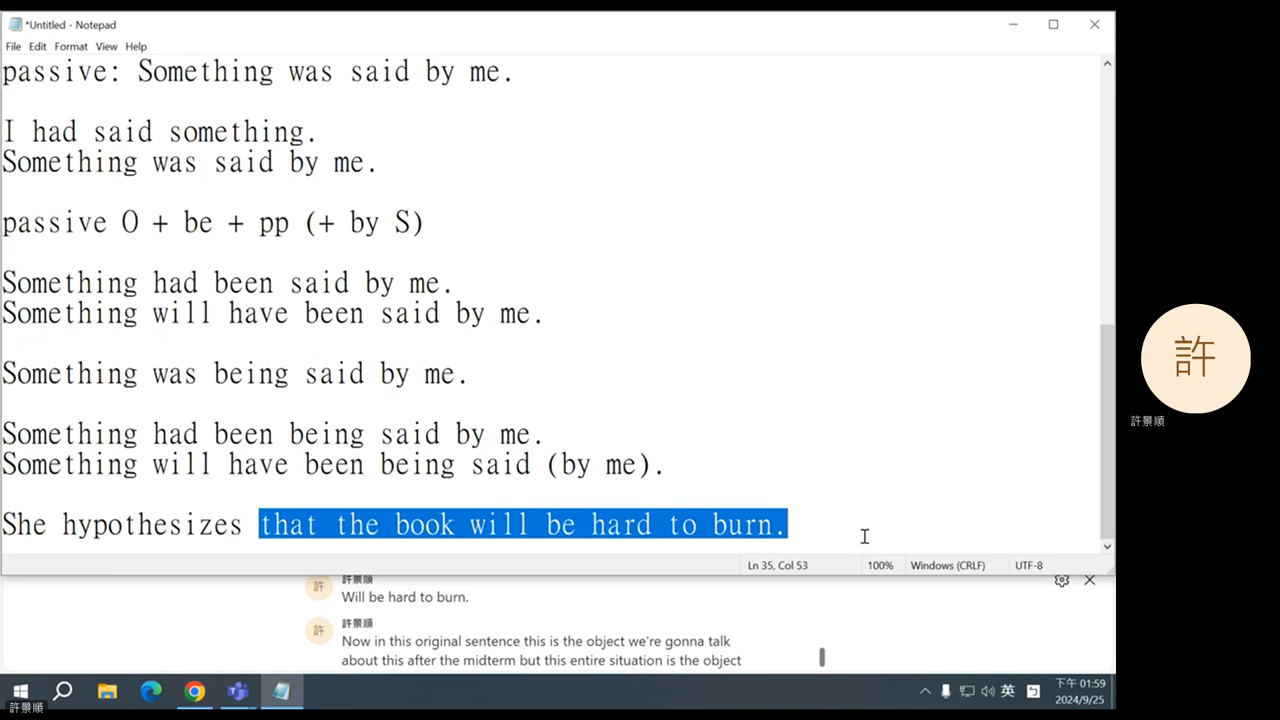 *Untitled - Notepad
File Edit Format View Help
passive: Something was said by me.
I had said something.
Something was said by me.
passive O + be + pp (+ by S)
Something had been said by me.
Something will have been said by me.
Something was being said by me.
Something had been being said by me.
Something will have been being said (by me).
She hypothesizes that the book will be hard to burn.
Ln 35, Col 53 100% Windows (CRLF) UTF-8
許 許景順
Will be hard to burn.
許 許景順
Now in this original sentence this is the object we're gonna talk
about this after the midterm but this entire situation is the object
許
許景順
英 ㄅ 下午 01:59
2024/9/25
許景順